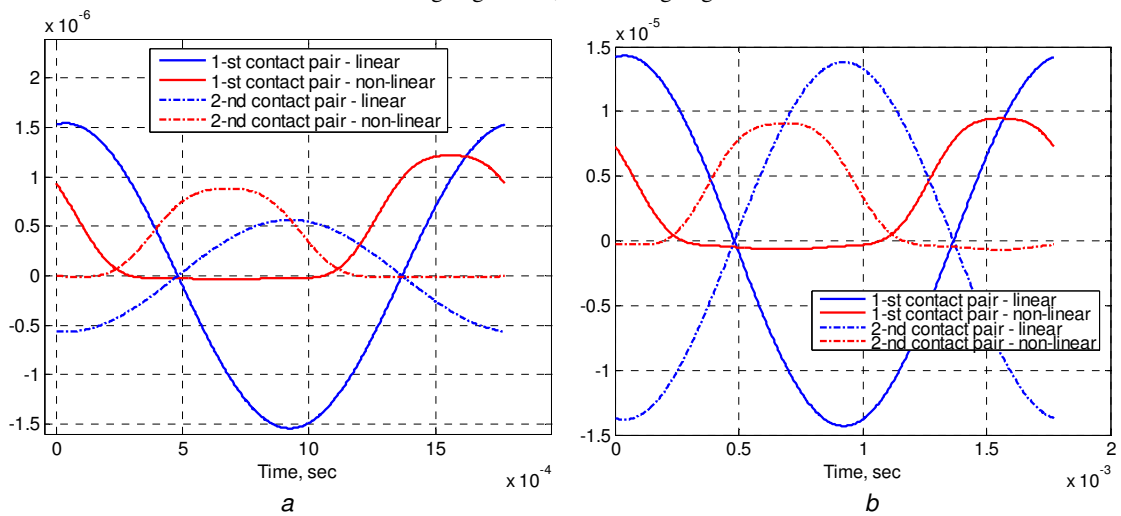 x 10⁻⁶
2
1.5
1
0.5
0
-0.5
-1
-1.5
0
5
10
15
x 10⁻⁴
Time, sec
1-st contact pair - linear
1-st contact pair - non-linear
2-nd contact pair - linear
2-nd contact pair - non-linear
a
x 10⁻⁵
1.5
1
0.5
0
-0.5
-1
-1.5
0
0.5
1
1.5
2
x 10⁻³
Time, sec
1-st contact pair - linear
1-st contact pair - non-linear
2-nd contact pair - linear
2-nd contact pair - non-linear
b